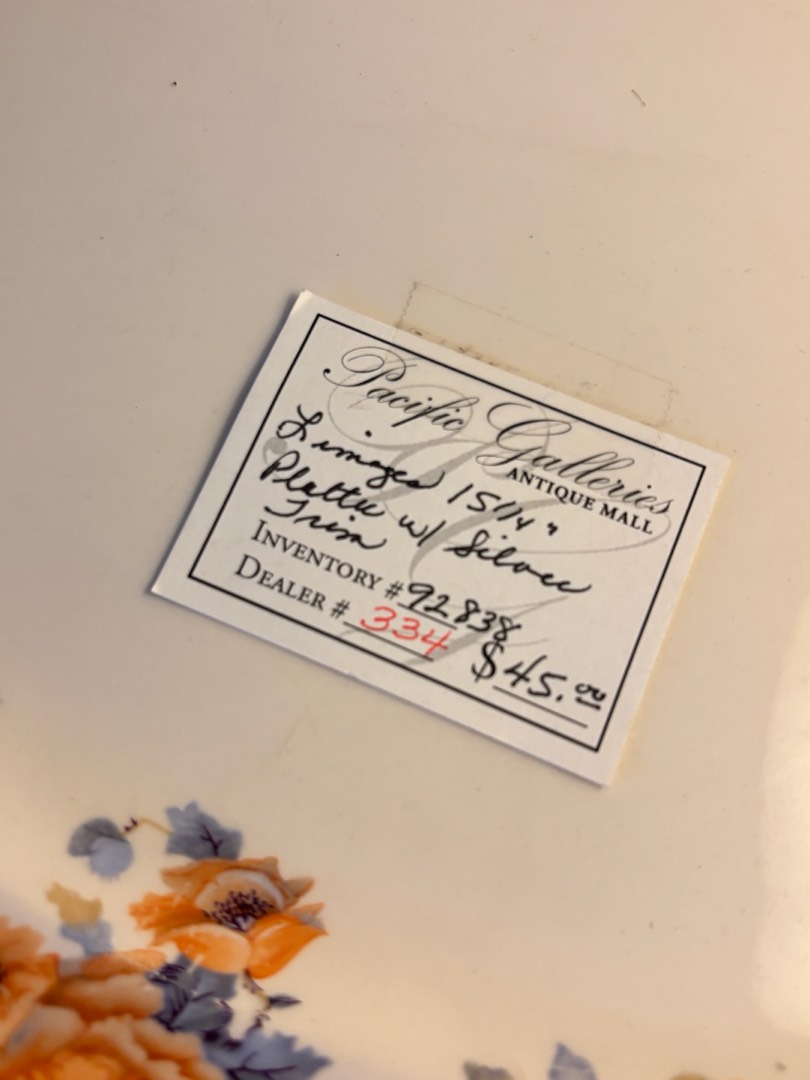 Pacific Galleries
ANTIQUE MALL
Limoges 15 1/4"
Platter w/ Silver
Trim
INVENTORY # 92838
DEALER # 334
$45.00